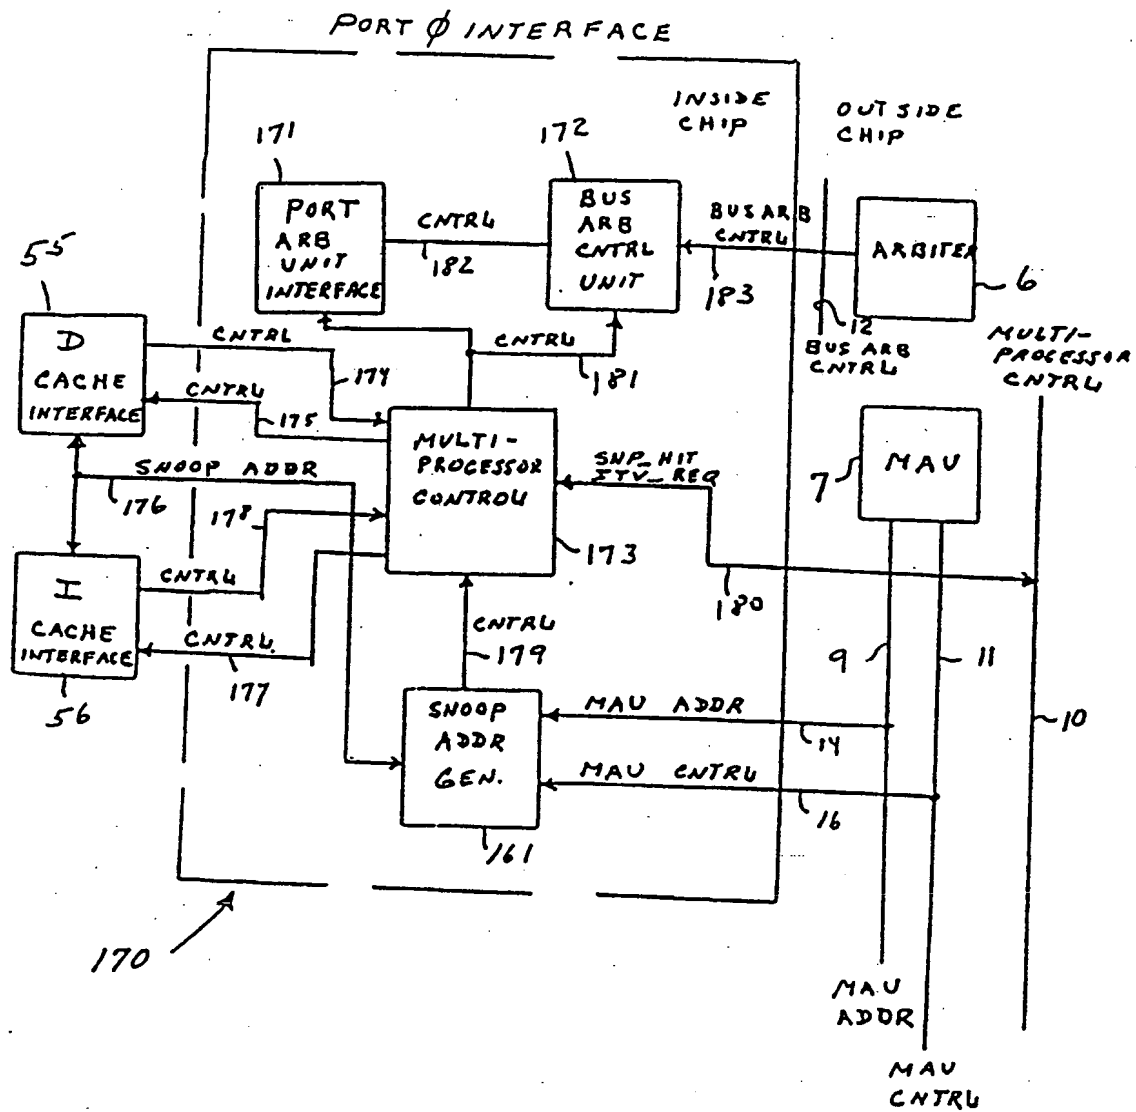 PORT ϕ INTERFACE
INSIDE
CHIP
OUTSIDE
CHIP
171
172
PORT
ARB
UNIT
INTERFACE
CNTRL
182
BUS
ARB
CNTRL
UNIT
BUS ARB
CNTRL
183
ARBITER
6
12
BUS ARB
CNTRL
MULTI-
PROCESSOR
CNTRL
55
D
CACHE
INTERFACE
CNTRL
174
CNTRL
175
CNTRL
181
MULTI-
PROCESSOR
CONTROL
173
SNP_HIT
ITV_REQ
180
7
MAU
SNOOP ADDR
176
178
I
CACHE
INTERFACE
56
CNTRL
CNTRL
177
CNTRL
179
9
11
10
SNOOP
ADDR
GEN.
161
MAU ADDR
14
MAU CNTRL
16
170
MAU
ADDR
MAU
CNTRL